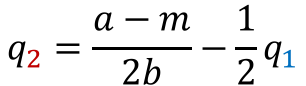 q₂ = (a − m)/(2b) − (1/2) q₁